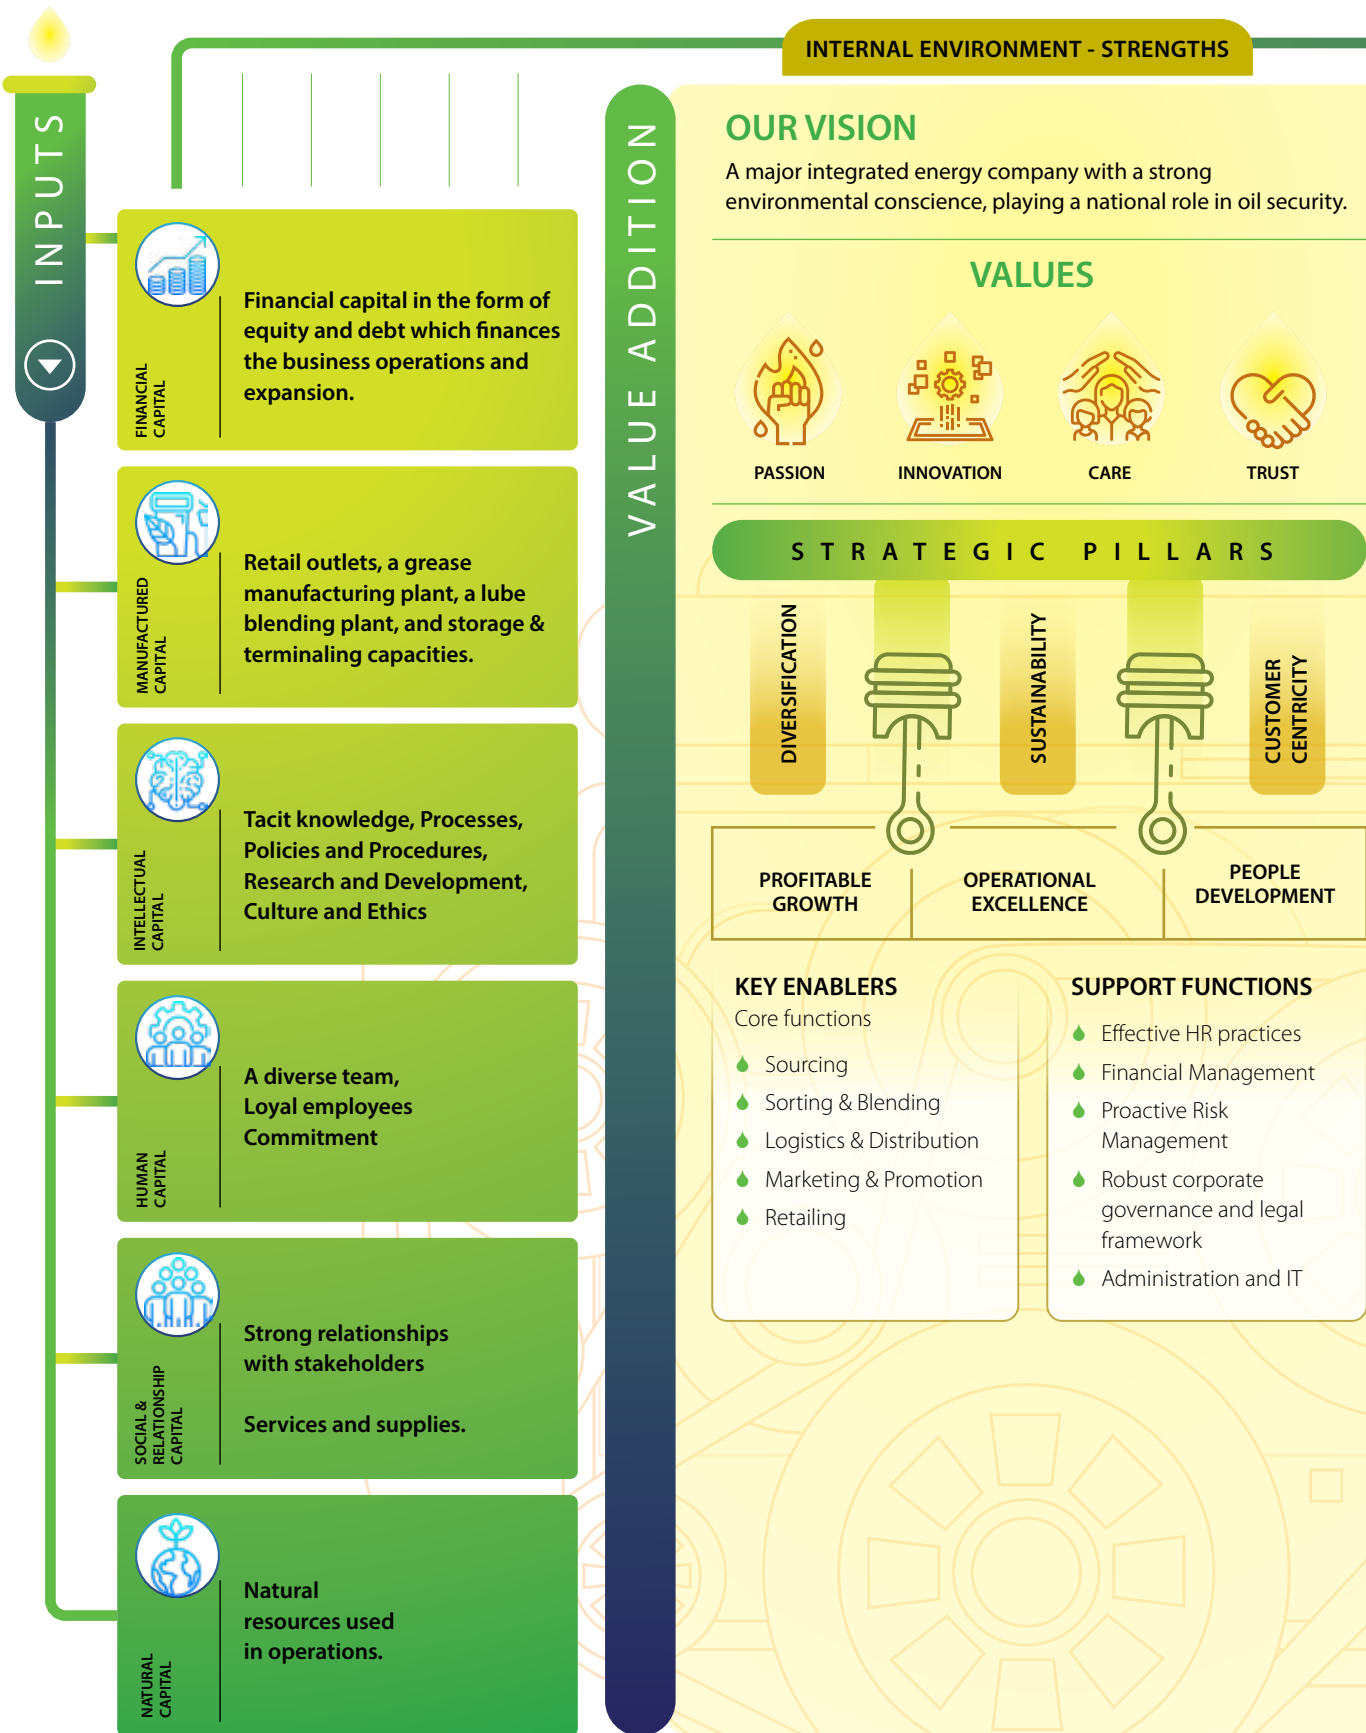 INTERNAL ENVIRONMENT - STRENGTHS
INPUTS
FINANCIAL
CAPITAL
Financial capital in the form of
equity and debt which finances
the business operations and
expansion.
MANUFACTURED
CAPITAL
Retail outlets, a grease
manufacturing plant, a lube
blending plant, and storage &
terminaling capacities.
INTELLECTUAL
CAPITAL
Tacit knowledge, Processes,
Policies and Procedures,
Research and Development,
Culture and Ethics
HUMAN
CAPITAL
A diverse team,
Loyal employees
Commitment
SOCIAL &
RELATIONSHIP
CAPITAL
Strong relationships
with stakeholders
Services and supplies.
NATURAL
CAPITAL
Natural
resources used
in operations.
VALUE ADDITION
OUR VISION
A major integrated energy company with a strong
environmental conscience, playing a national role in oil security.
VALUES
PASSION
INNOVATION
CARE
TRUST
STRATEGIC PILLARS
DIVERSIFICATION
SUSTAINABILITY
CUSTOMER
CENTRICITY
PROFITABLE
GROWTH
OPERATIONAL
EXCELLENCE
PEOPLE
DEVELOPMENT
KEY ENABLERS
Core functions
Sourcing
Sorting & Blending
Logistics & Distribution
Marketing & Promotion
Retailing
SUPPORT FUNCTIONS
Effective HR practices
Financial Management
Proactive Risk
Management
Robust corporate
governance and legal
framework
Administration and IT